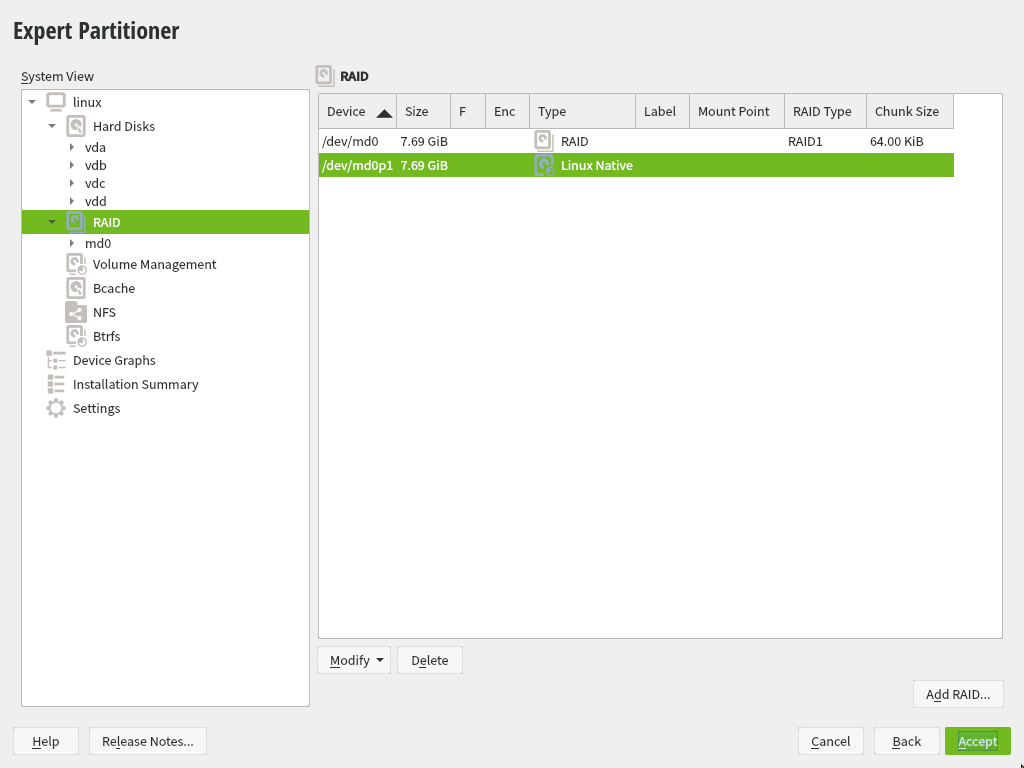 Expert Partitioner
System View
linux
Hard Disks
vda
vdb
vdc
vdd
RAID
md0
Volume Management
Bcache
NFS
Btrfs
Device Graphs
Installation Summary
Settings
RAID
Device Size F Enc Type Label Mount Point RAID Type Chunk Size
/dev/md0 7.69 GiB RAID RAID1 64.00 KiB
/dev/md0p1 7.69 GiB Linux Native
Modify Delete
Add RAID...
Help Release Notes... Cancel Back Accept